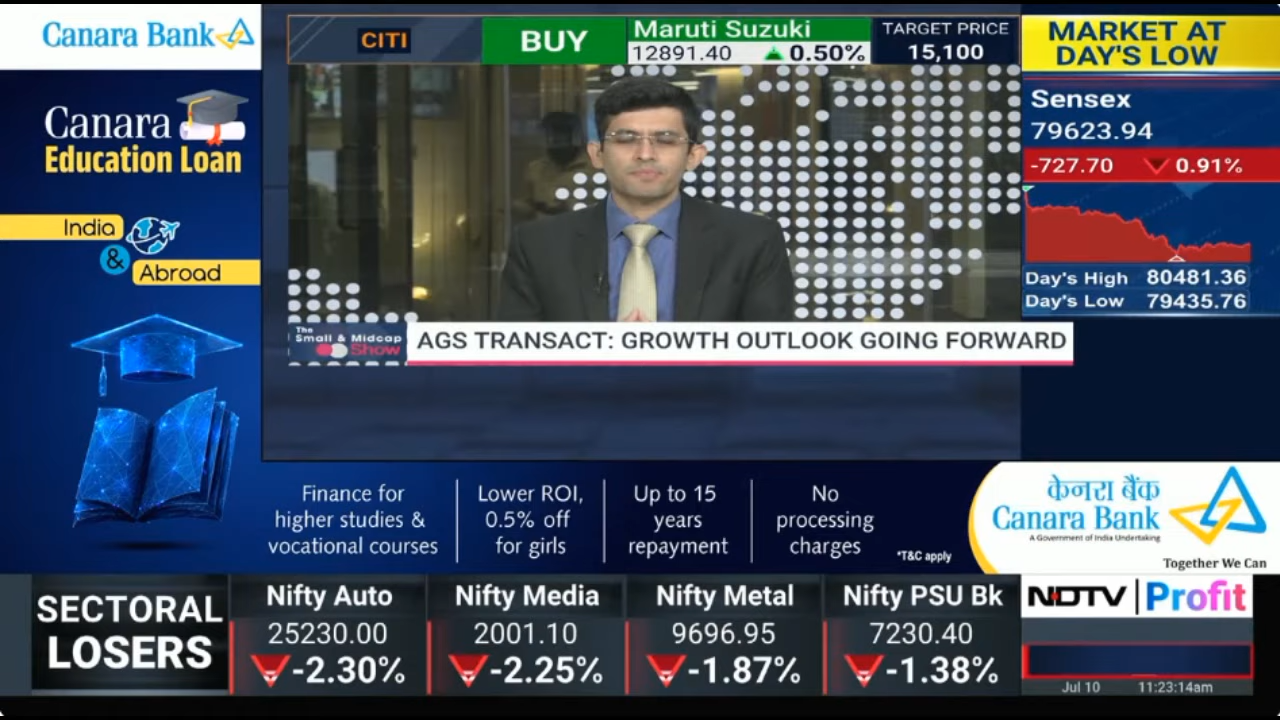 Canara Bank
Canara
Education Loan
India
&
Abroad
CITI
BUY
Maruti Suzuki
12891.40 0.50%
TARGET PRICE
15,100
MARKET AT
DAY'S LOW
Sensex
79623.94
-727.70 0.91%
Day's High 80481.36
Day's Low 79435.76
The
Small & Midcap
Show
AGS TRANSACT: GROWTH OUTLOOK GOING FORWARD
Finance for
higher studies &
vocational courses
Lower ROI,
0.5% off
for girls
Up to 15
years
repayment
No
processing
charges
*T&C apply
केनरा बैंक
Canara Bank
A Government of India Undertaking
Together We Can
SECTORAL
LOSERS
Nifty Auto
25230.00
-2.30%
Nifty Media
2001.10
-2.25%
Nifty Metal
9696.95
-1.87%
Nifty PSU Bk
7230.40
-1.38%
NDTV Profit
Jul 10 11:23:14am